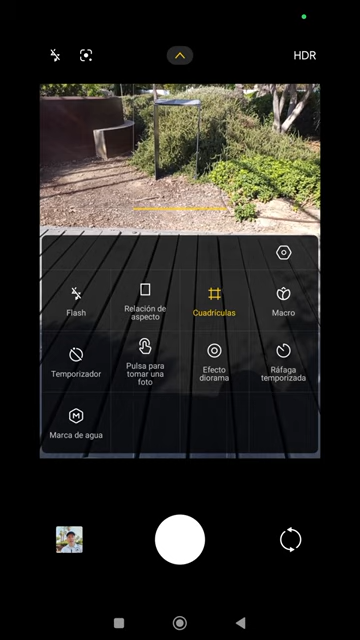 HDR
Flash
Relación de
aspecto
Cuadrículas
Macro
Temporizador
Pulsa para
tomar una
foto
Efecto
diorama
Ráfaga
temporizada
Marca de agua